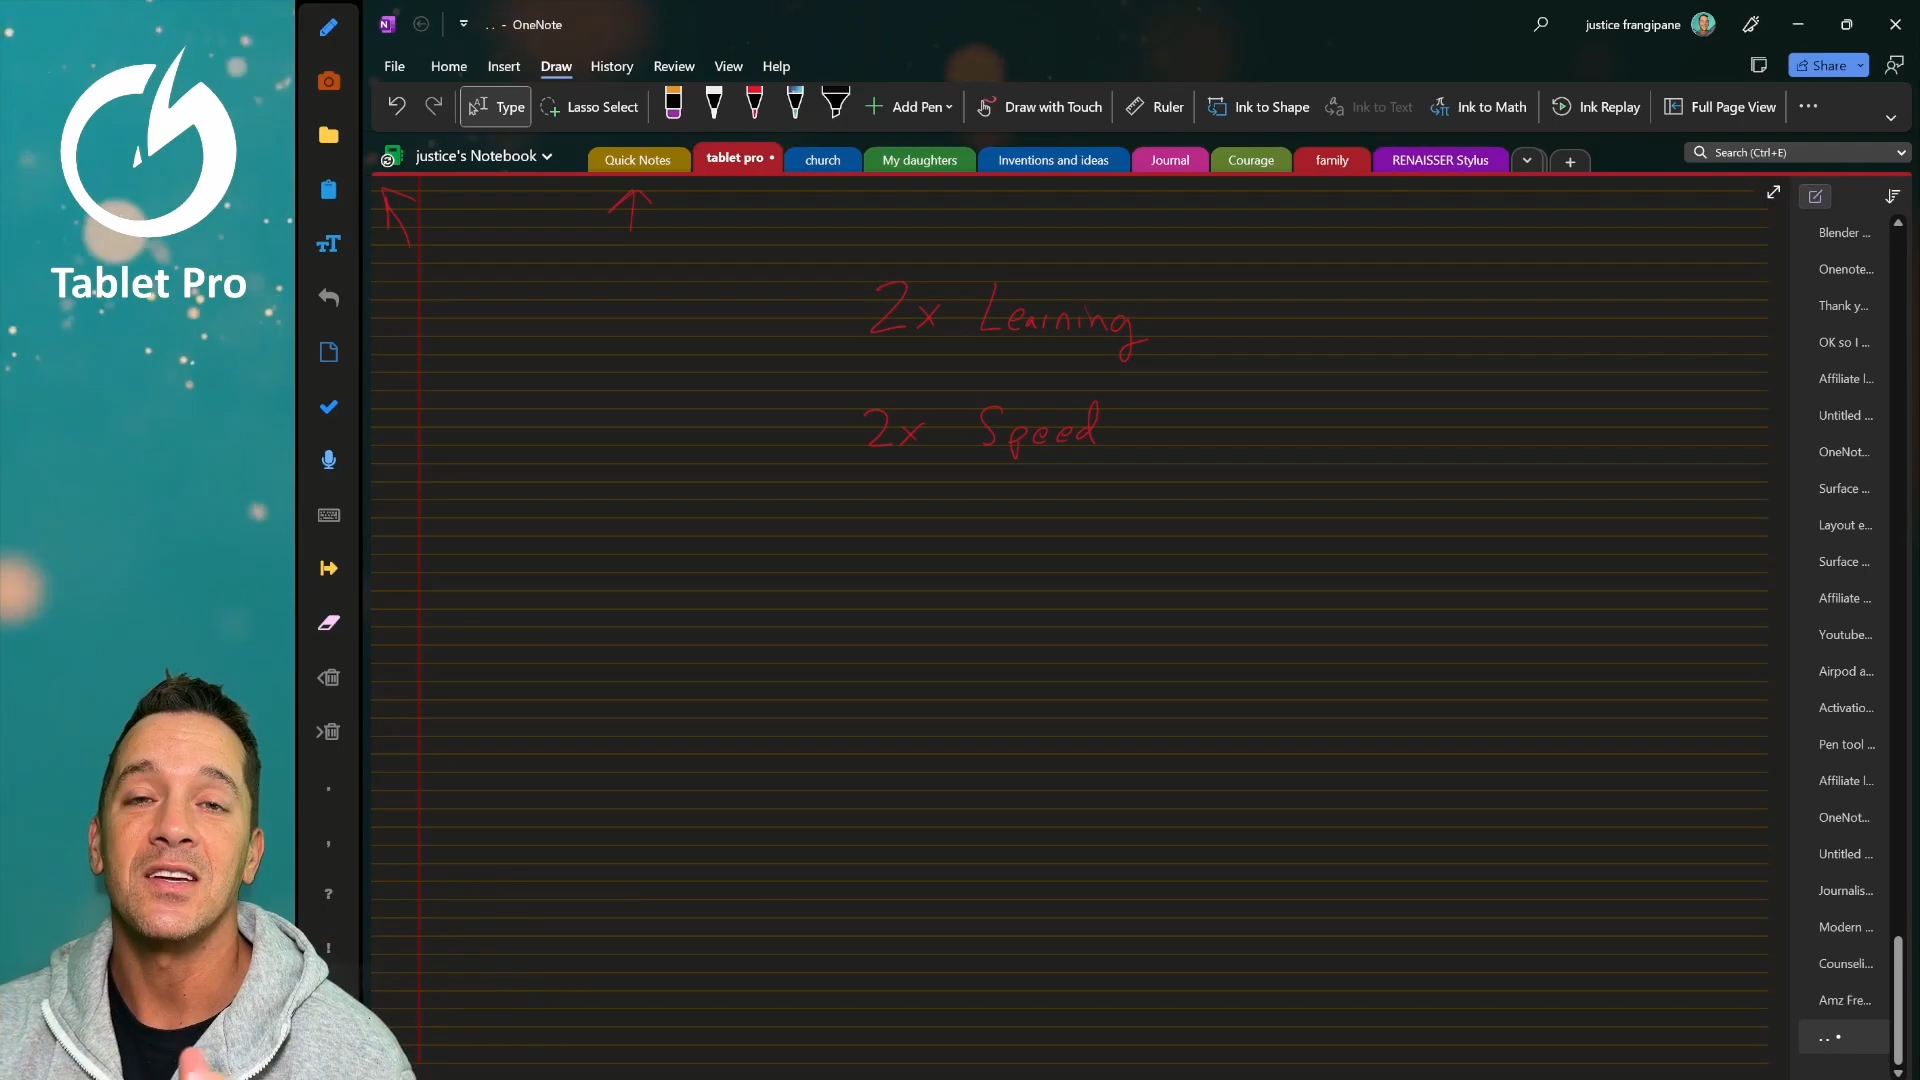 .. - OneNote
justice frangipane
Tablet Pro
File Home Insert Draw History Review View Help
Share
Type Lasso Select Add Pen Draw with Touch Ruler Ink to Shape Ink to Text Ink to Math Ink Replay Full Page View
justice's Notebook
Quick Notes tablet pro church My daughters Inventions and ideas Journal Courage family RENAISSER Stylus
Search (Ctrl+E)
2x Learning
2x Speed
Blender ...
Onenote...
Thank y...
OK so I ...
Affiliate l...
Untitled ...
OneNot...
Surface ...
Layout e...
Surface ...
Affiliate ...
Youtube...
Airpod a...
Activatio...
Pen tool ...
Affiliate l...
OneNot...
Untitled ...
Journalis...
Modern ...
Counseli...
Amz Fre...
..